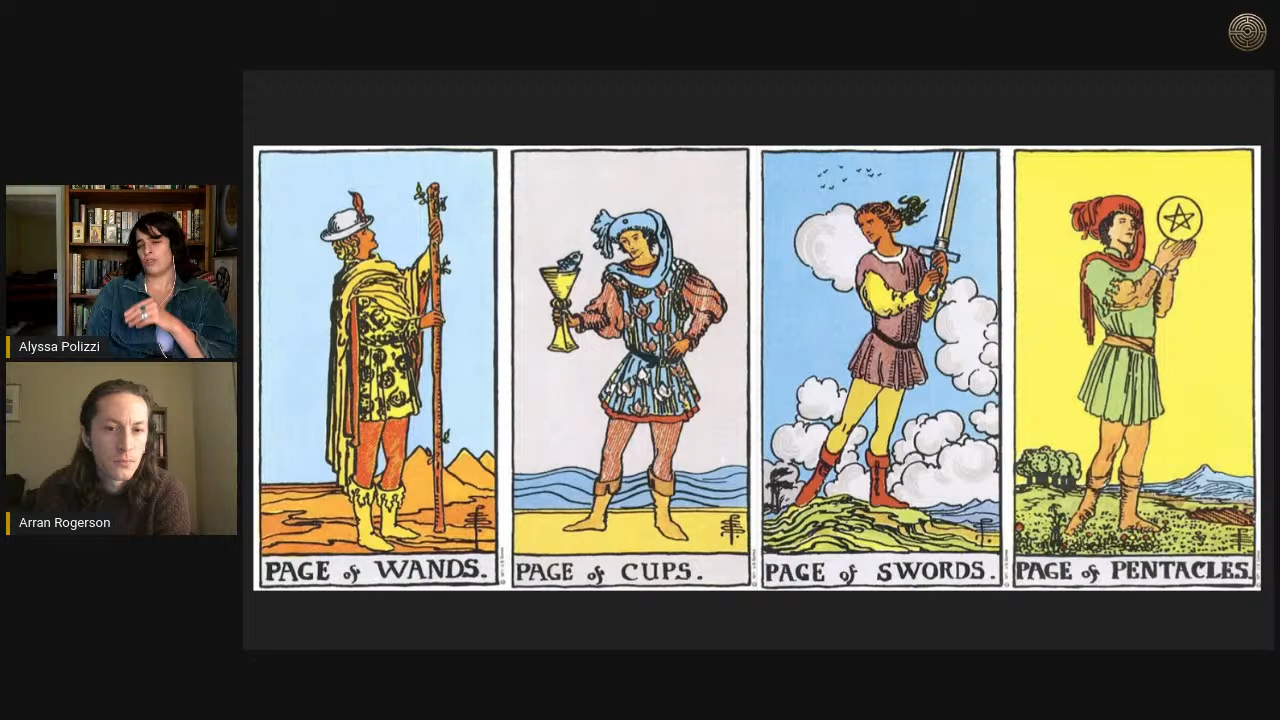 Alyssa Polizzi
Arran Rogerson
PAGE of WANDS.
PAGE of CUPS.
PAGE of SWORDS.
PAGE of PENTACLES.